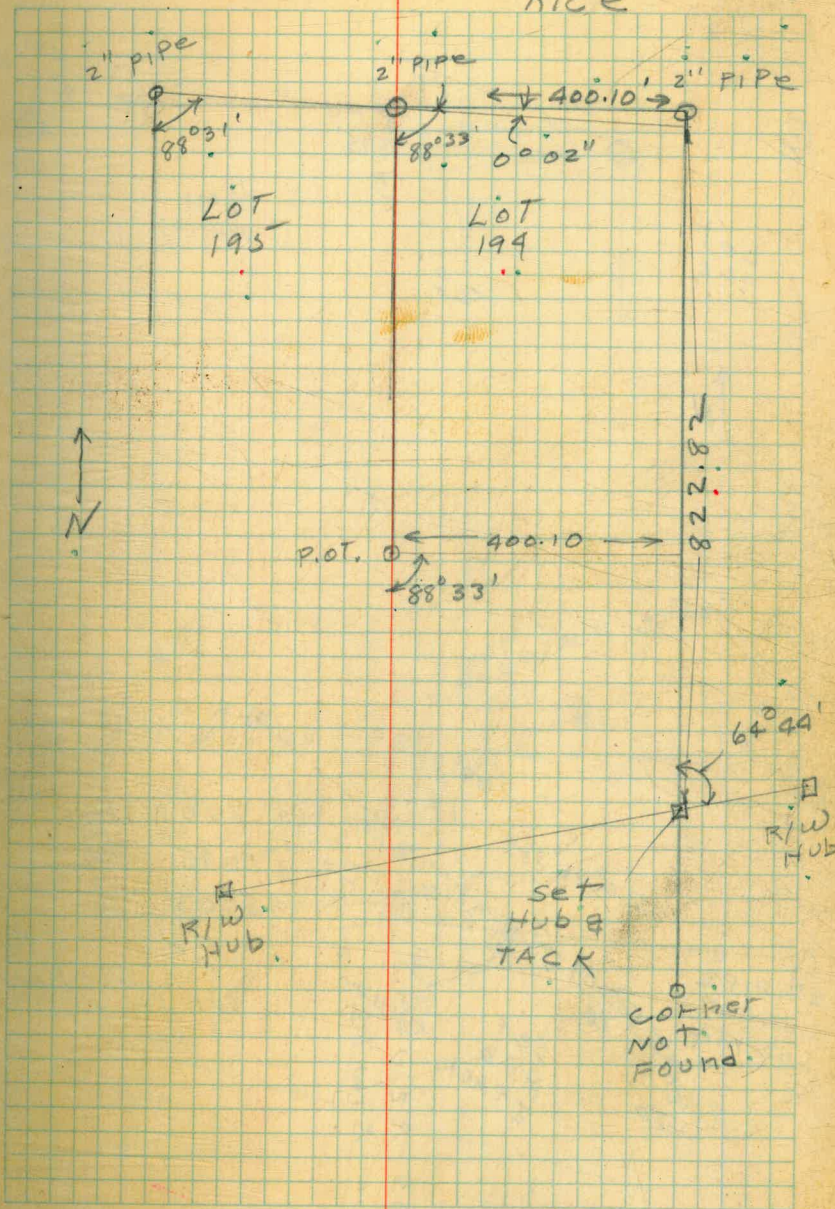 Rice
2" PIPE
2" PIPE
2" PIPE
400.10'
88°31'
88°33'
0° 02"
LOT
195
LOT
194
822.82
N
P.O.T.
400.10
88°33'
64°44'
R/W
Hub
R/W
Hub
Set
Hub &
TACK
Corner
NOT
Found